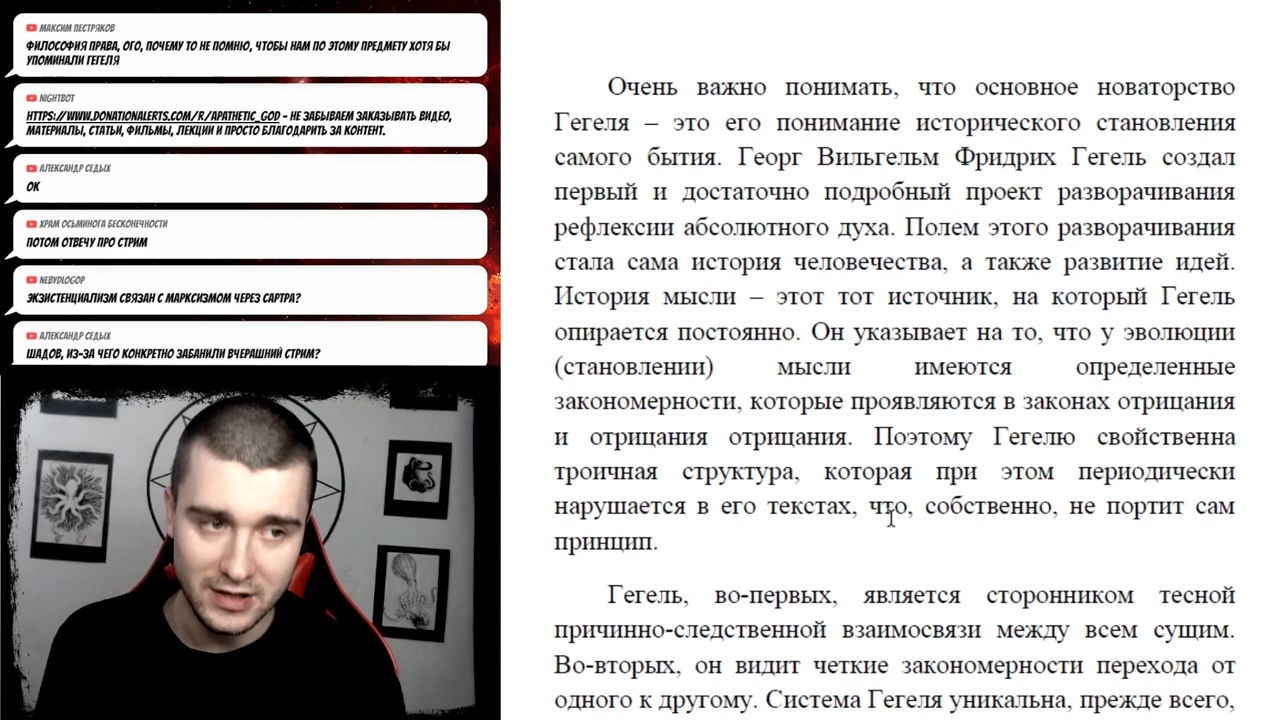 МАКСИМ ПЕСТРЯКОВ
ФИЛОСОФИЯ ПРАВА, ОГО, ПОЧЕМУ ТО НЕ ПОМНЮ, ЧТОБЫ НАМ ПО ЭТОМУ ПРЕДМЕТУ ХОТЯ БЫ
УПОМИНАЛИ ГЕГЕЛЯ
NIGHTBOT
HTTPS://WWW.DONATIONALERTS.COM/R/APATHETIC_GOD - НЕ ЗАБЫВАЕМ ЗАКАЗЫВАТЬ ВИДЕО,
МАТЕРИАЛЫ, СТАТЬИ, ФИЛЬМЫ, ЛЕКЦИИ И ПРОСТО БЛАГОДАРИТЬ ЗА КОНТЕНТ.
АЛЕКСАНДР СЕДЫХ
ОК
ХРАМ ОСЬМИНОГА БЕСКОНЕЧНОСТИ
ПОТОМ ОТВЕЧУ ПРО СТРИМ
NEBYDLOGOP
ЭКЗИСТЕНЦИАЛИЗМ СВЯЗАН С МАРКСИЗМОМ ЧЕРЕЗ САРТРА?
АЛЕКСАНДР СЕДЫХ
ШАДОВ, ИЗ-ЗА ЧЕГО КОНКРЕТНО ЗАБАНИЛИ ВЧЕРАШНИЙ СТРИМ?
Очень важно понимать, что основное новаторство
Гегеля – это его понимание исторического становления
самого бытия. Георг Вильгельм Фридрих Гегель создал
первый и достаточно подробный проект разворачивания
рефлексии абсолютного духа. Полем этого разворачивания
стала сама история человечества, а также развитие идей.
История мысли – этот тот источник, на который Гегель
опирается постоянно. Он указывает на то, что у эволюции
(становлении) мысли имеются определенные
закономерности, которые проявляются в законах отрицания
и отрицания отрицания. Поэтому Гегелю свойственна
троичная структура, которая при этом периодически
нарушается в его текстах, что, собственно, не портит сам
принцип.
Гегель, во-первых, является сторонником тесной
причинно-следственной взаимосвязи между всем сущим.
Во-вторых, он видит четкие закономерности перехода от
одного к другому. Система Гегеля уникальна, прежде всего,